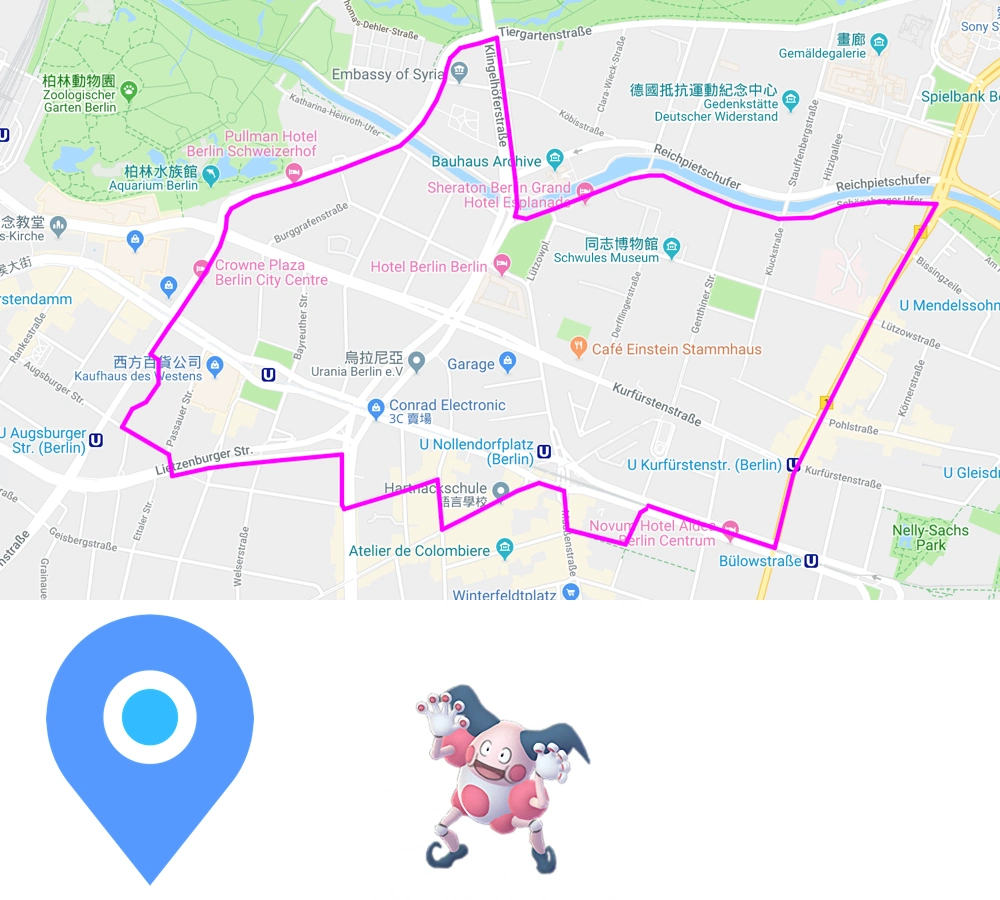 Thomas-Dehler-Straße
Tiergartenstraße
畫廊
Gemäldegalerie
Sony S
Embassy of Syria
Klingelhöferstraße
Clara-Wieck-Straße
柏林動物園
Zoologischer
Garten Berlin
德國抵抗運動紀念中心
Gedenkstätte
Deutscher Widerstand
Spielbank Be
Katharina-Heinroth-Ufer
Köbisstraße
Stauffenbergstraße
Hitzigallee
U
Pullman Hotel
Berlin Schweizerhof
Bauhaus Archive
Reichpietschufer
柏林水族館
Aquarium Berlin
Sheraton Berlin Grand
Hotel Esplanade
Reichpietschufer
Schöneberger Ufer
念教堂
s-Kirche
Burggrafenstraße
Lützowpl.
同志博物館
Schwules Museum
Kluckstraße
Am
Crowne Plaza
Berlin City Centre
Hotel Berlin Berlin
Bissingzeile
Derfflingerstraße
Genthiner Str.
rstendamm
U Mendelssohn
Rankestraße
Bayreuther Str.
Lützowstraße
Café Einstein Stammhaus
西方百貨公司
Kaufhaus des Westens
烏拉尼亞
Urania Berlin e.V
Garage
U
Augsburger Str.
Passauer Str.
Kurfürstenstraße
Körnerstraße
Conrad Electronic
3C 賣場
1
Pohlstraße
U Augsburger
Str. (Berlin)
U
U Nollendorfplatz
(Berlin)
U
Lietzenburger Str.
U Kurfürstenstr. (Berlin)
U
Kurfürstenstraße
U Gleisdr
Hartnackschule
語言學校
Ettaler Str.
Geisbergstraße
Welserstraße
Novum Hotel Aldea
Berlin Centrum
Nelly-Sachs
Park
Atelier de Colombiere
Bülowstraße
U
Winterfeldtplatz